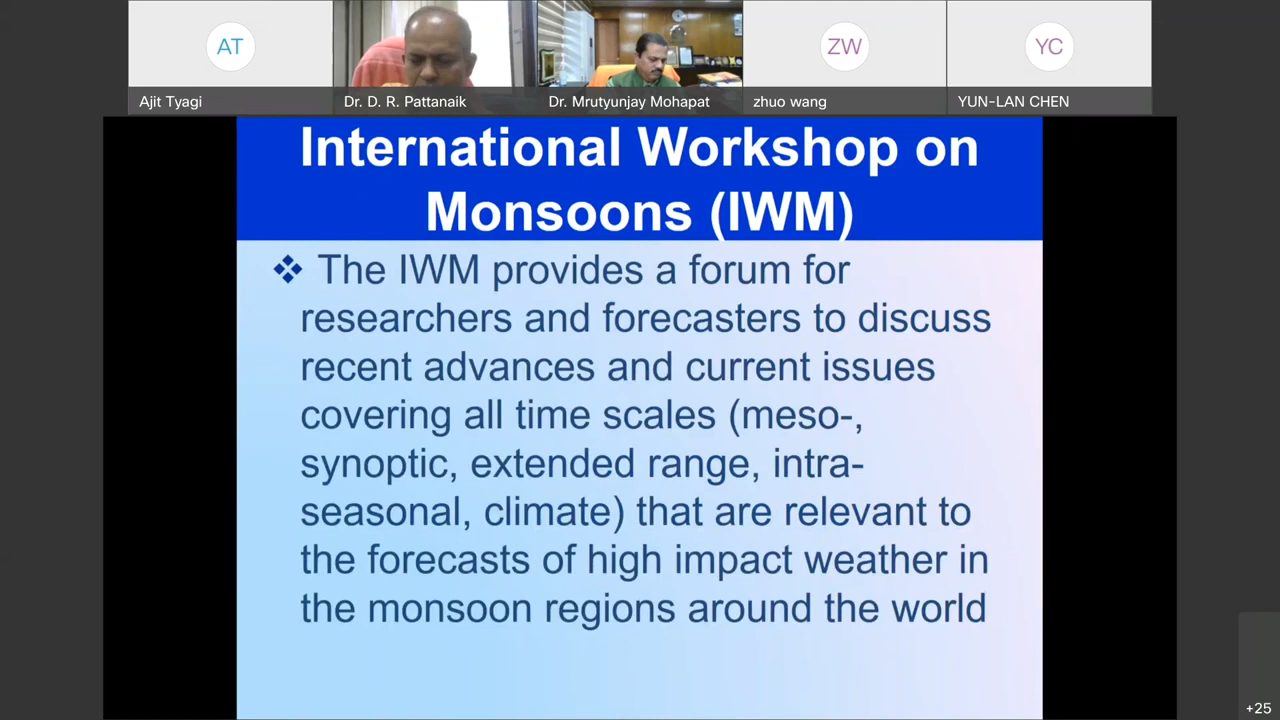 AT
ZW
YC
Ajit Tyagi
Dr. D. R. Pattanaik
Dr. Mrutyunjay Mohapat
zhuo wang
YUN-LAN CHEN
International Workshop on
Monsoons (IWM)
The IWM provides a forum for
researchers and forecasters to discuss
recent advances and current issues
covering all time scales (meso-,
synoptic, extended range, intra-
seasonal, climate) that are relevant to
the forecasts of high impact weather in
the monsoon regions around the world
+25